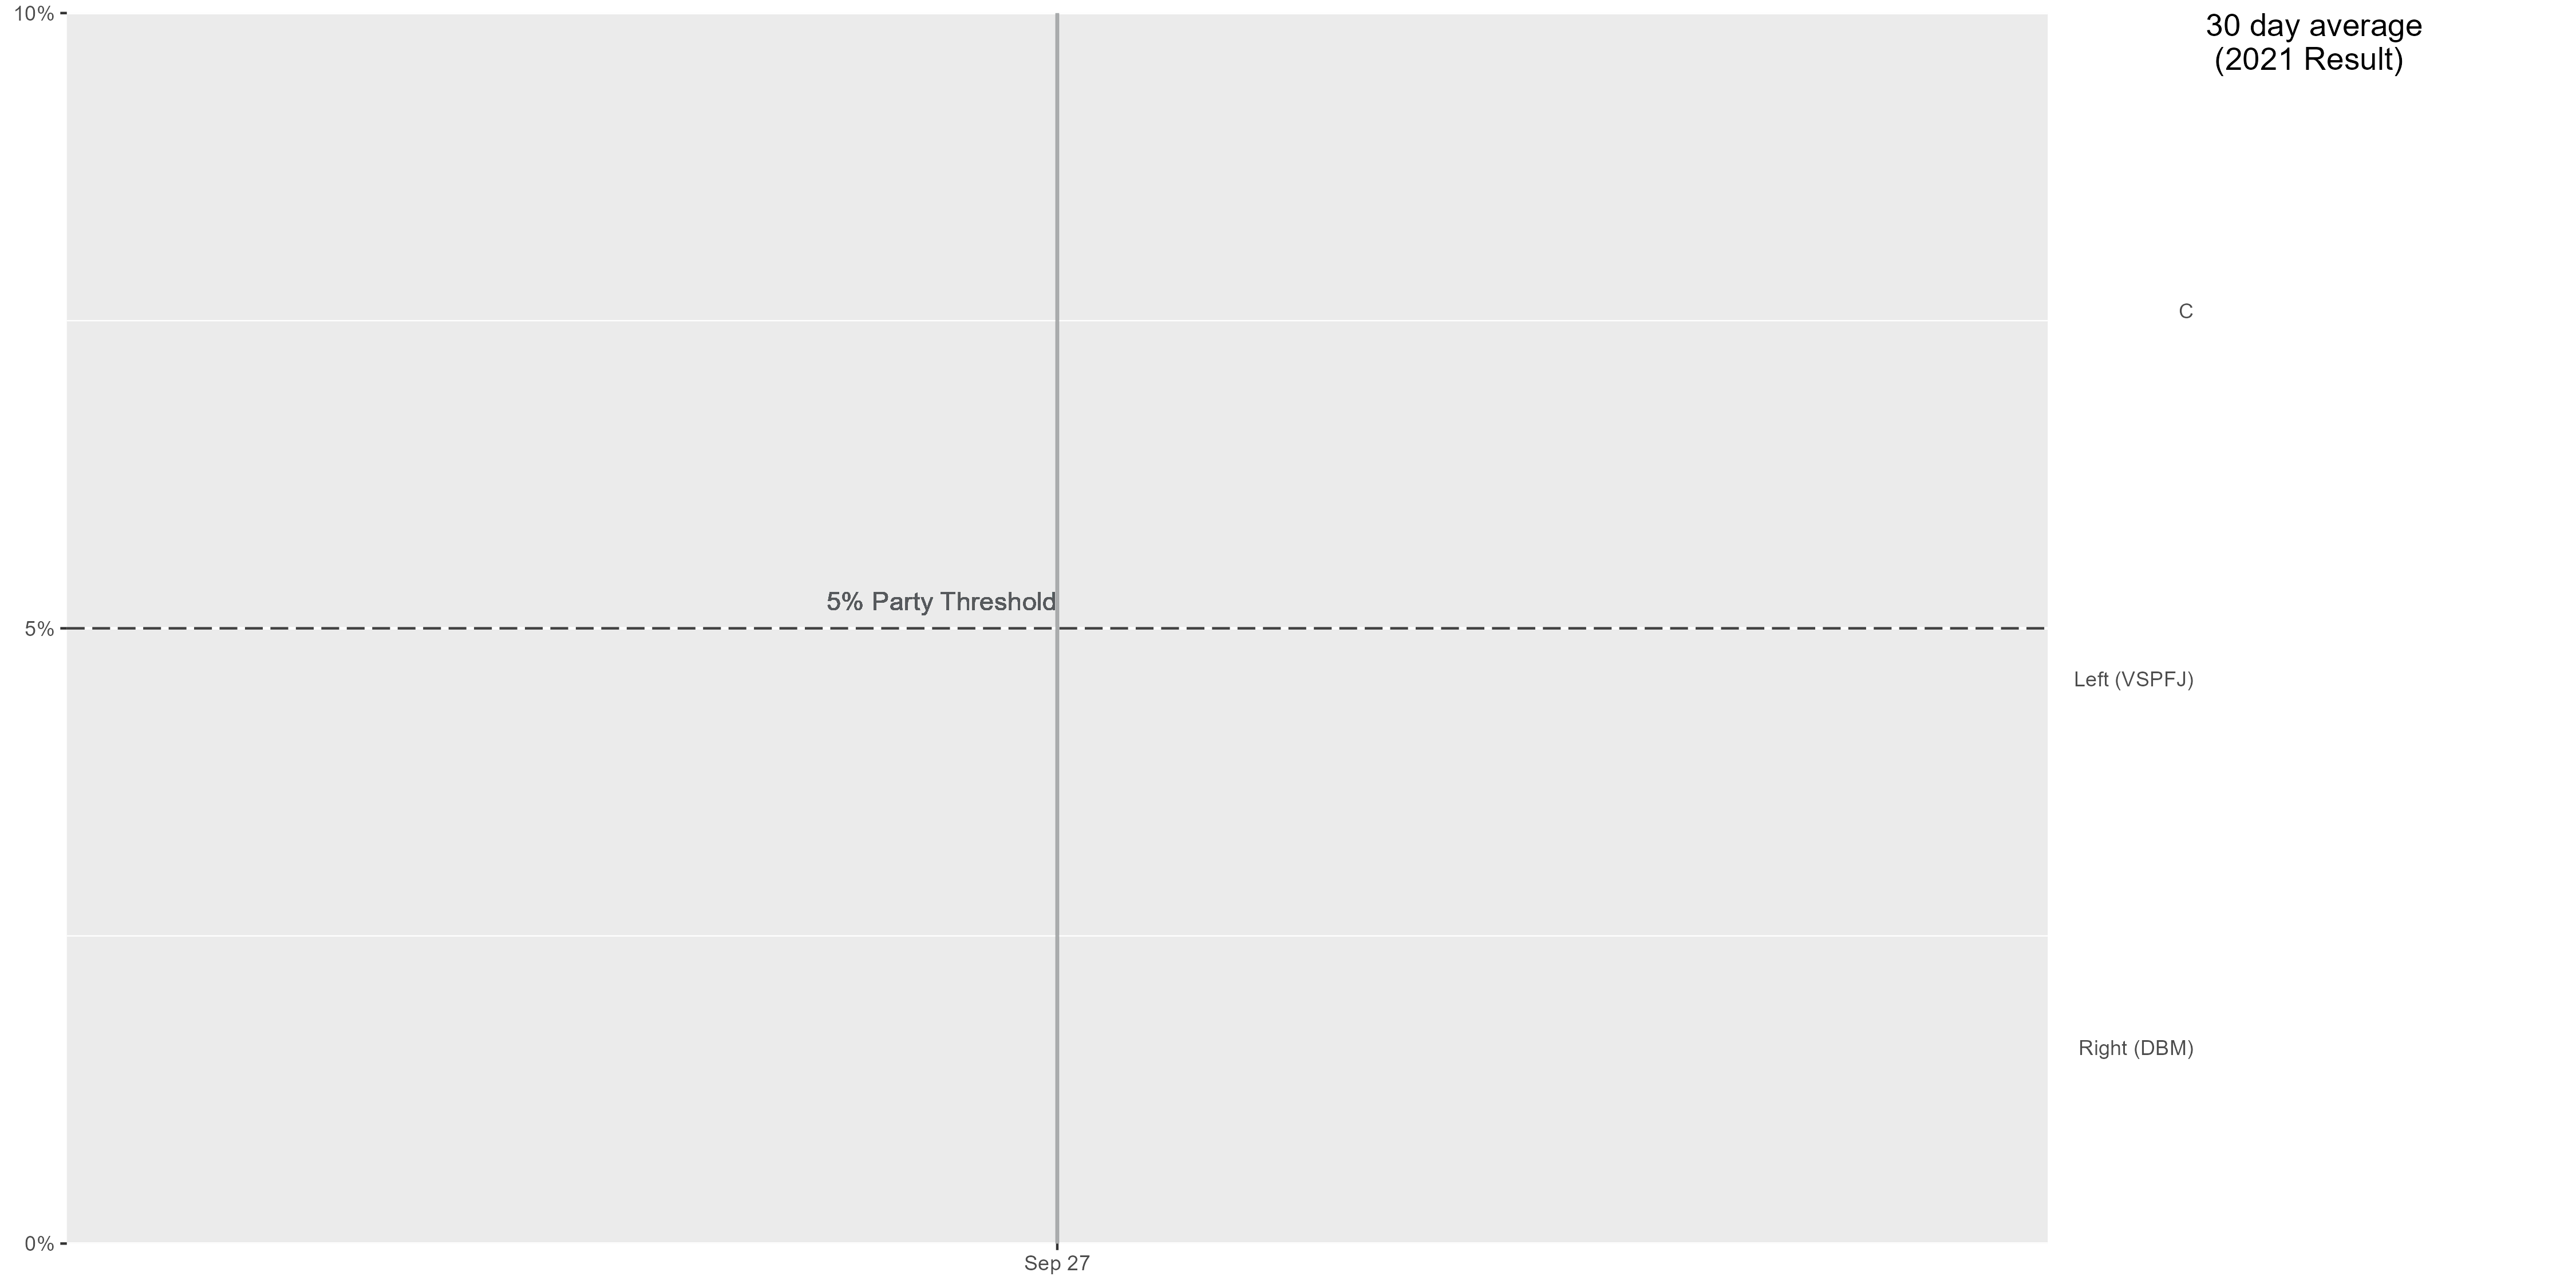 10%
30 day average
(2021 Result)
C
5% Party Threshold
5%
Left (VSPFJ)
Right (DBM)
0%
Sep 27